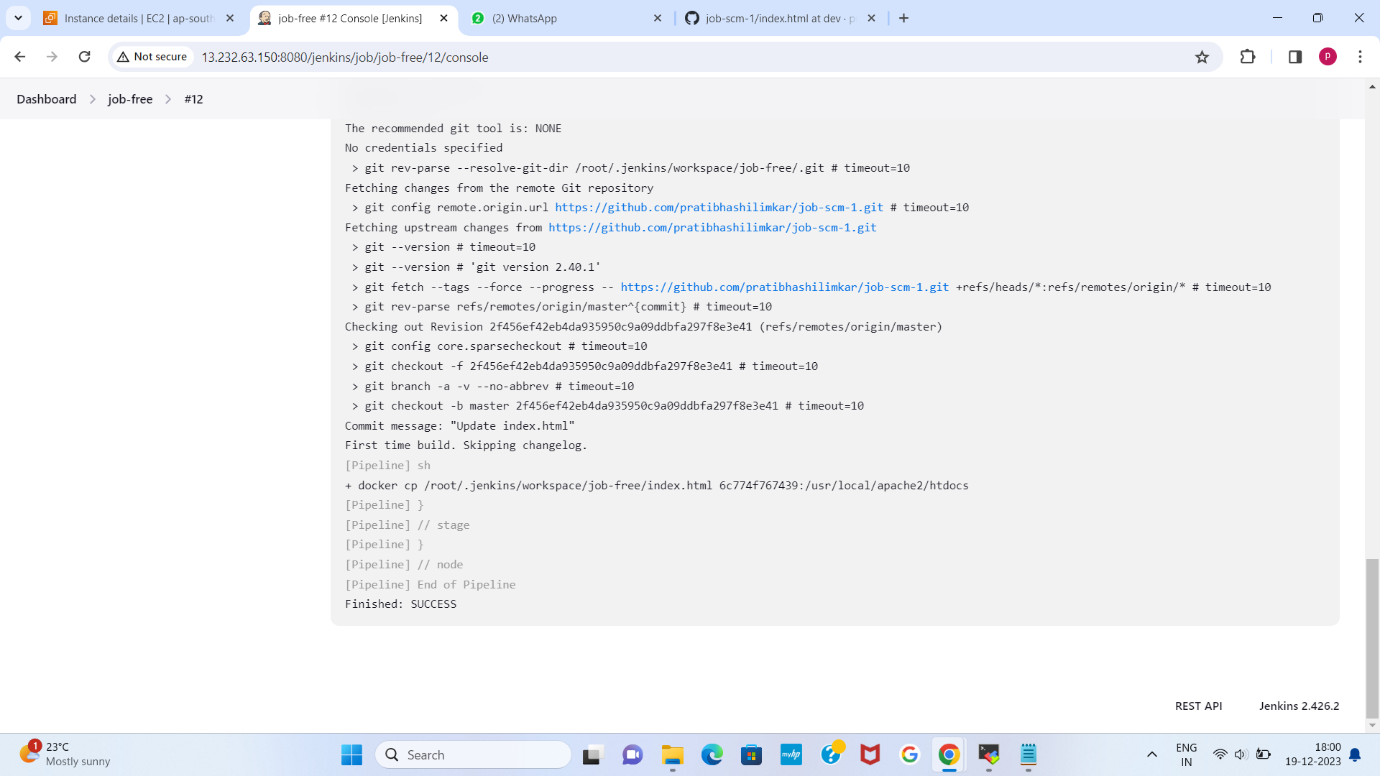 Instance details | EC2 | ap-south
job-free #12 Console [Jenkins]
(2) WhatsApp
job-scm-1/index.html at dev · p
Not secure
13.232.63.150:8080/jenkins/job/job-free/12/console
P
Dashboard
job-free
#12
The recommended git tool is: NONE
No credentials specified
> git rev-parse --resolve-git-dir /root/.jenkins/workspace/job-free/.git # timeout=10
Fetching changes from the remote Git repository
> git config remote.origin.url https://github.com/pratibhashilimkar/job-scm-1.git # timeout=10
Fetching upstream changes from https://github.com/pratibhashilimkar/job-scm-1.git
> git --version # timeout=10
> git --version # 'git version 2.40.1'
> git fetch --tags --force --progress -- https://github.com/pratibhashilimkar/job-scm-1.git +refs/heads/*:refs/remotes/origin/* # timeout=10
> git rev-parse refs/remotes/origin/master^{commit} # timeout=10
Checking out Revision 2f456ef42eb4da935950c9a09ddbfa297f8e3e41 (refs/remotes/origin/master)
> git config core.sparsecheckout # timeout=10
> git checkout -f 2f456ef42eb4da935950c9a09ddbfa297f8e3e41 # timeout=10
> git branch -a -v --no-abbrev # timeout=10
> git checkout -b master 2f456ef42eb4da935950c9a09ddbfa297f8e3e41 # timeout=10
Commit message: "Update index.html"
First time build. Skipping changelog.
[Pipeline] sh
+ docker cp /root/.jenkins/workspace/job-free/index.html 6c774f767439:/usr/local/apache2/htdocs
[Pipeline] }
[Pipeline] // stage
[Pipeline] }
[Pipeline] // node
[Pipeline] End of Pipeline
Finished: SUCCESS
REST API
Jenkins 2.426.2
1
23°C
Mostly sunny
Search
ENG
IN
18:00
19-12-2023